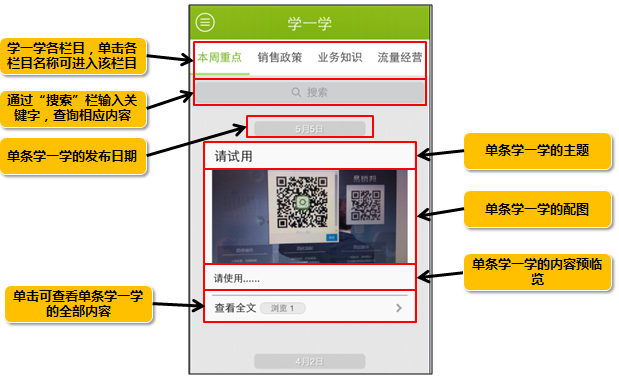 学一学
学一学各栏目，单击各
栏目名称可进入该栏目
本周重点 销售政策 业务知识 流量经营
通过“搜索”栏输入关
键字，查询相应内容
搜索
单条学一学的发布日期
5月5日
请试用
单条学一学的主题
单条学一学的配图
请使用......
单条学一学的内容预临
览
单击可查看单条学一学
的全部内容
查看全文 浏览 1
4月2日